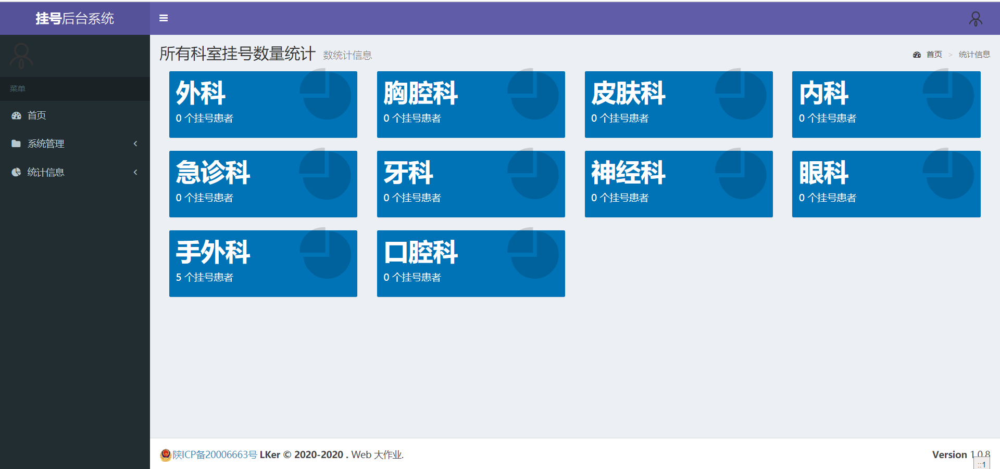 挂号后台系统
所有科室挂号数量统计 数统计信息
首页 > 统计信息
菜单
首页
系统管理
统计信息
外科
0 个挂号患者
胸腔科
0 个挂号患者
皮肤科
0 个挂号患者
内科
0 个挂号患者
急诊科
0 个挂号患者
牙科
0 个挂号患者
神经科
0 个挂号患者
眼科
0 个挂号患者
手外科
5 个挂号患者
口腔科
0 个挂号患者
陕ICP备20006663号 LKer © 2020-2020 . Web 大作业.
Version 1.0.8
::1